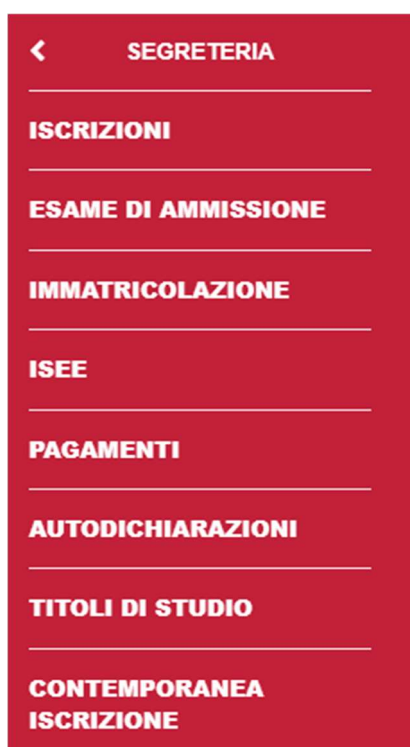 SEGRETERIA
ISCRIZIONI
ESAME DI AMMISSIONE
IMMATRICOLAZIONE
ISEE
PAGAMENTI
AUTODICHIARAZIONI
TITOLI DI STUDIO
CONTEMPORANEA
ISCRIZIONE